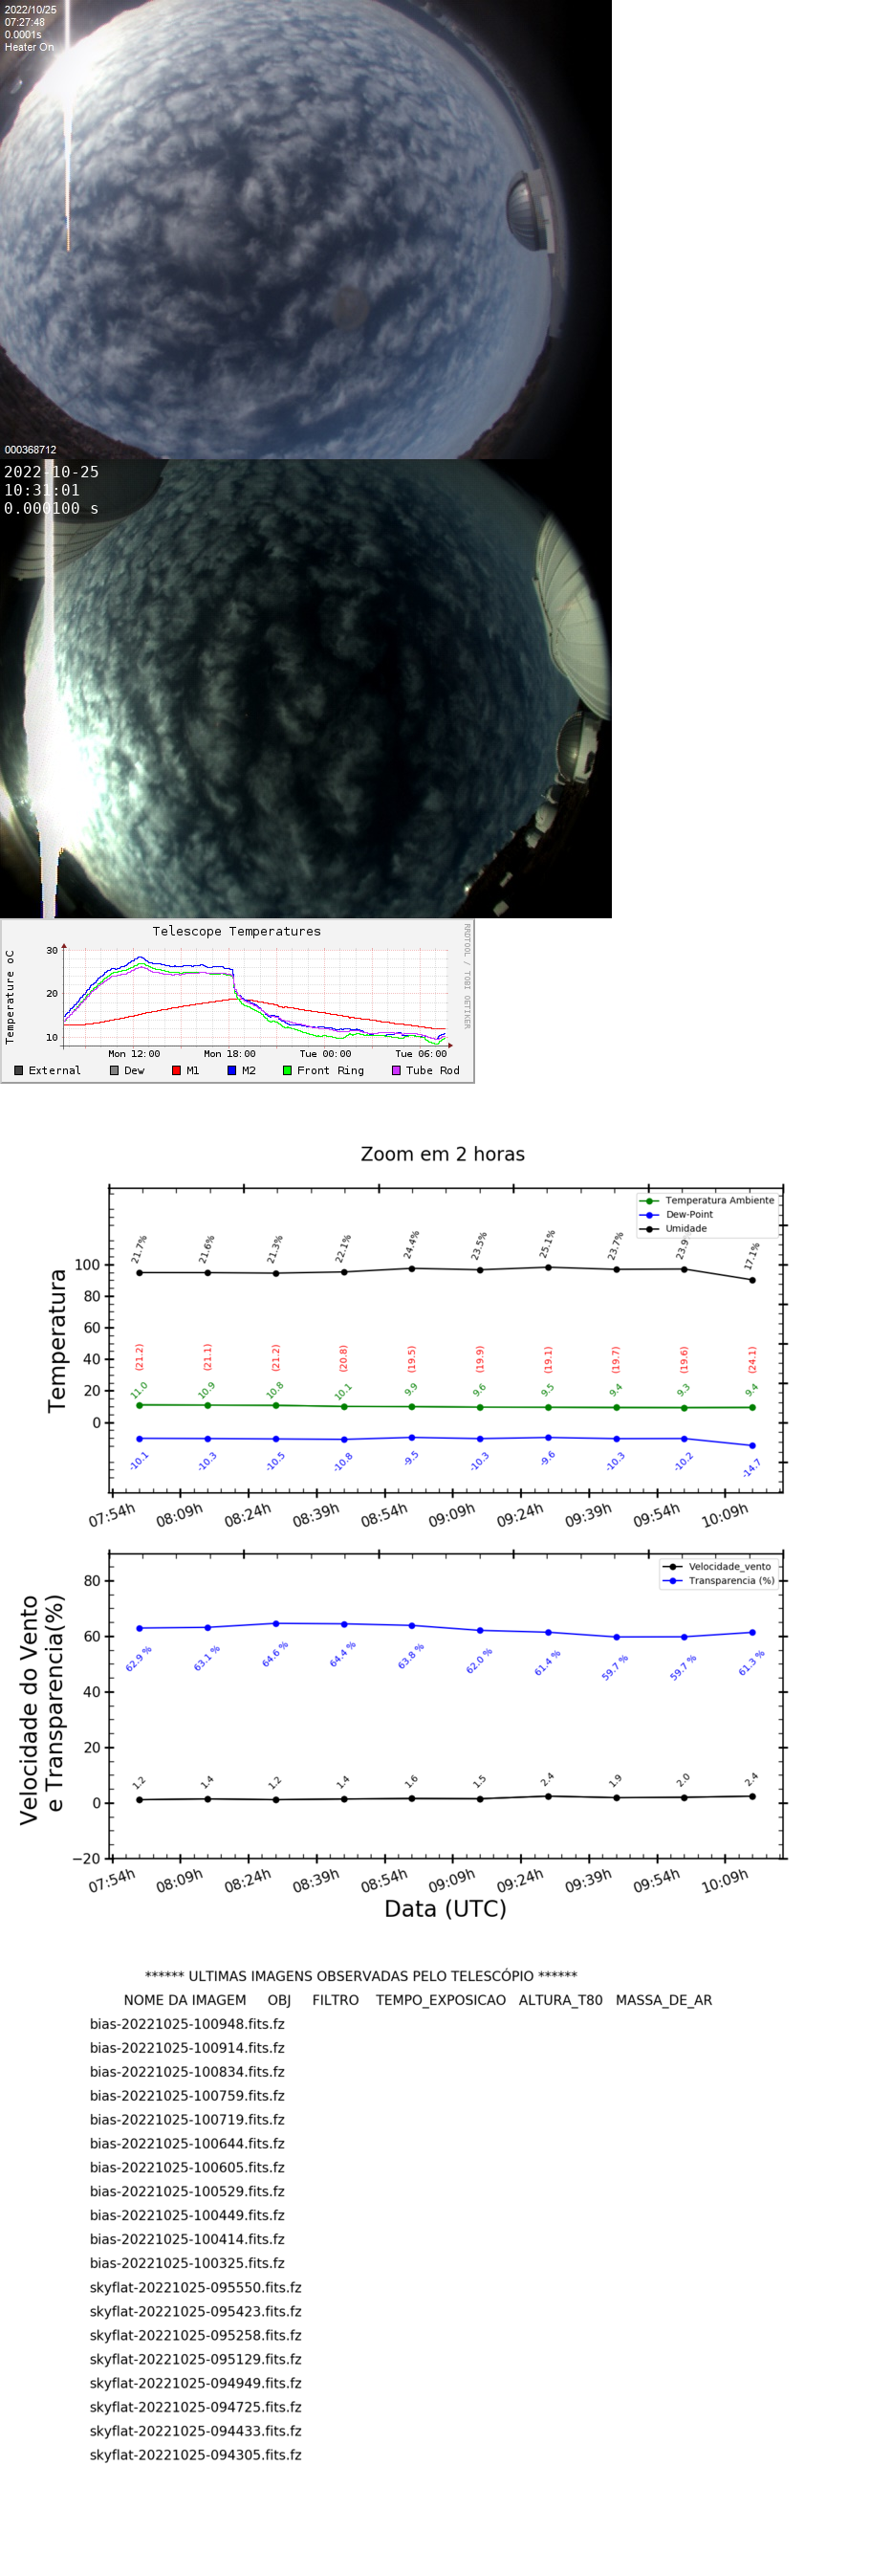 2022/10/25
07:27:48
0.0001s
Heater On
000368712
2022-10-25
10:31:01
0.000100 s
Telescope Temperatures
RRDTOOL / TOBI OETIKER
Temperature oC
30
20
10
Mon 12:00 Mon 18:00 Tue 00:00 Tue 06:00
External Dew M1 M2 Front Ring Tube Rod
Zoom em 2 horas
Temperatura Ambiente
Dew-Point
Umidade
Temperatura
100
80
60
40
20
0
21.7% 21.6% 21.3% 22.1% 24.4% 23.5% 25.1% 23.7% 23.9 17.1%
(21.2) (21.1) (21.2) (20.8) (19.5) (19.9) (19.1) (19.7) (19.6) (24.1)
11.0 10.9 10.8 10.1 9.9 9.6 9.5 9.4 9.3 9.4
-10.1 -10.3 -10.5 -10.8 -9.5 -10.3 -9.6 -10.3 -10.2 -14.7
07:54h 08:09h 08:24h 08:39h 08:54h 09:09h 09:24h 09:39h 09:54h 10:09h
Velocidade_vento
Transparencia (%)
Velocidade do Vento
e Transparencia(%)
80
60
40
20
0
−20
62.9 % 63.1 % 64.6 % 64.4 % 63.8 % 62.0 % 61.4 % 59.7 % 59.7 % 61.3 %
1.2 1.4 1.2 1.4 1.6 1.5 2.4 1.9 2.0 2.4
07:54h 08:09h 08:24h 08:39h 08:54h 09:09h 09:24h 09:39h 09:54h 10:09h
Data (UTC)
****** ULTIMAS IMAGENS OBSERVADAS PELO TELESCÓPIO ******
NOME DA IMAGEM OBJ FILTRO TEMPO_EXPOSICAO ALTURA_T80 MASSA_DE_AR
bias-20221025-100948.fits.fz
bias-20221025-100914.fits.fz
bias-20221025-100834.fits.fz
bias-20221025-100759.fits.fz
bias-20221025-100719.fits.fz
bias-20221025-100644.fits.fz
bias-20221025-100605.fits.fz
bias-20221025-100529.fits.fz
bias-20221025-100449.fits.fz
bias-20221025-100414.fits.fz
bias-20221025-100325.fits.fz
skyflat-20221025-095550.fits.fz
skyflat-20221025-095423.fits.fz
skyflat-20221025-095258.fits.fz
skyflat-20221025-095129.fits.fz
skyflat-20221025-094949.fits.fz
skyflat-20221025-094725.fits.fz
skyflat-20221025-094433.fits.fz
skyflat-20221025-094305.fits.fz